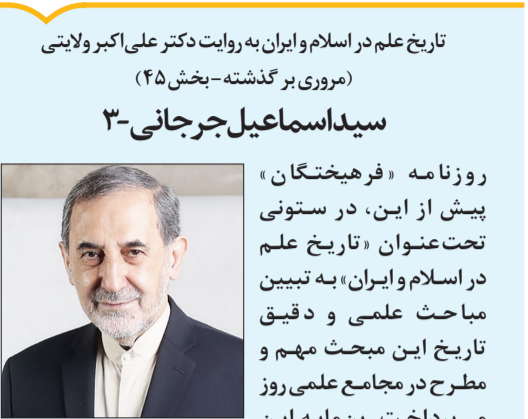 تاریخ علم در اسلام و ایران به روایت دکتر علی‌اکبر ولایتی
(مروری بر گذشته - بخش ۴۵)
سیداسماعیل‌جرجانی-۳
روزنامه «فرهیختگان»
پیش از این، در ستونی
تحت‌عنوان «تاریخ علم
در اسلام و ایران» به تبیین
مباحث علمی و دقیق
تاریخ این مبحث مهم و
مطرح در مجامع علمی روز